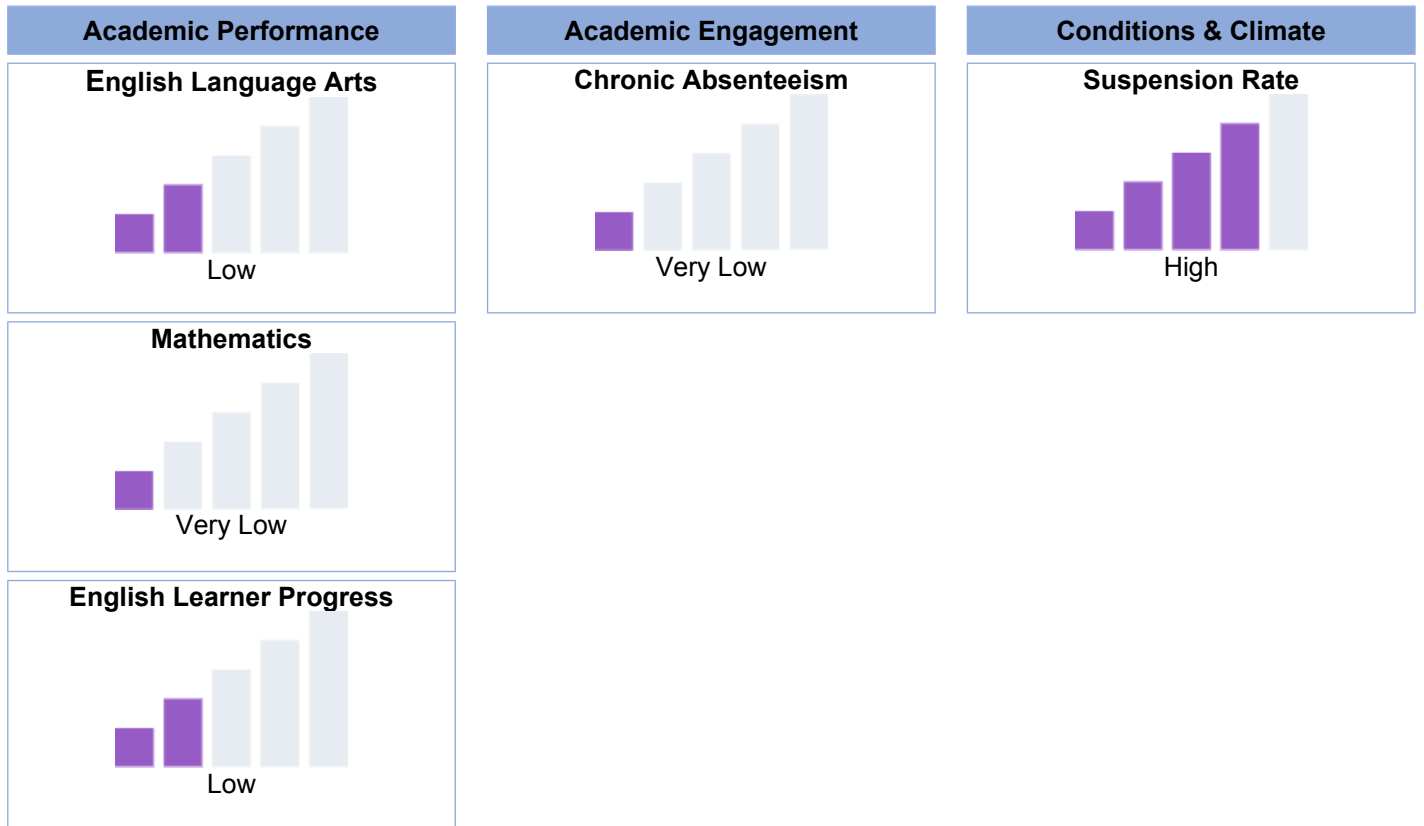 Academic Performance
English Language Arts
Low
Mathematics
Very Low
English Learner Progress
Low
Academic Engagement
Chronic Absenteeism
Very Low
Conditions & Climate
Suspension Rate
High